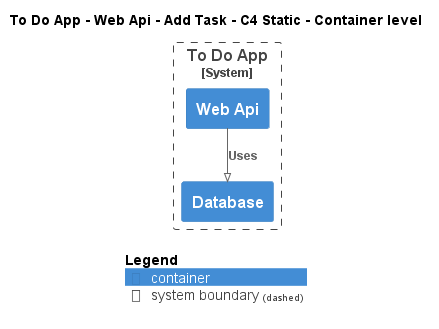 To Do App - Web Api - Add Task - C4 Static - Container level
To Do App
[System]
Web Api
Uses
Database
Legend
container
system boundary (dashed)